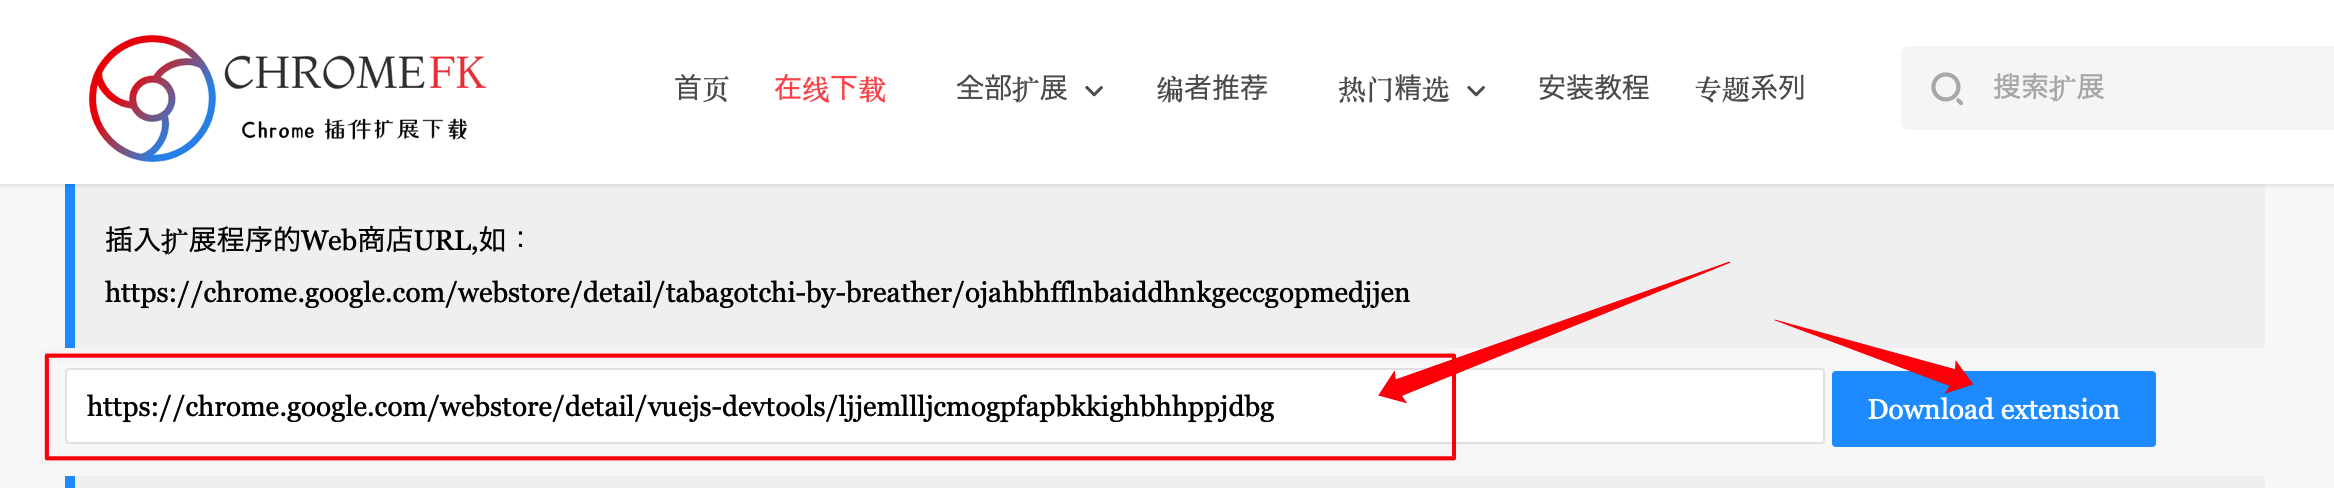 CHROMEFK
Chrome 插件扩展下载
首页 在线下载 全部扩展 编者推荐 热门精选 安装教程 专题系列 搜索扩展
插入扩展程序的Web商店URL,如：
https://chrome.google.com/webstore/detail/tabagotchi-by-breather/ojahbhfflnbaiddhnkgeccgopmedjjen
https://chrome.google.com/webstore/detail/vuejs-devtools/ljjemllljcmogpfapbkkighbhhppjdbg
Download extension